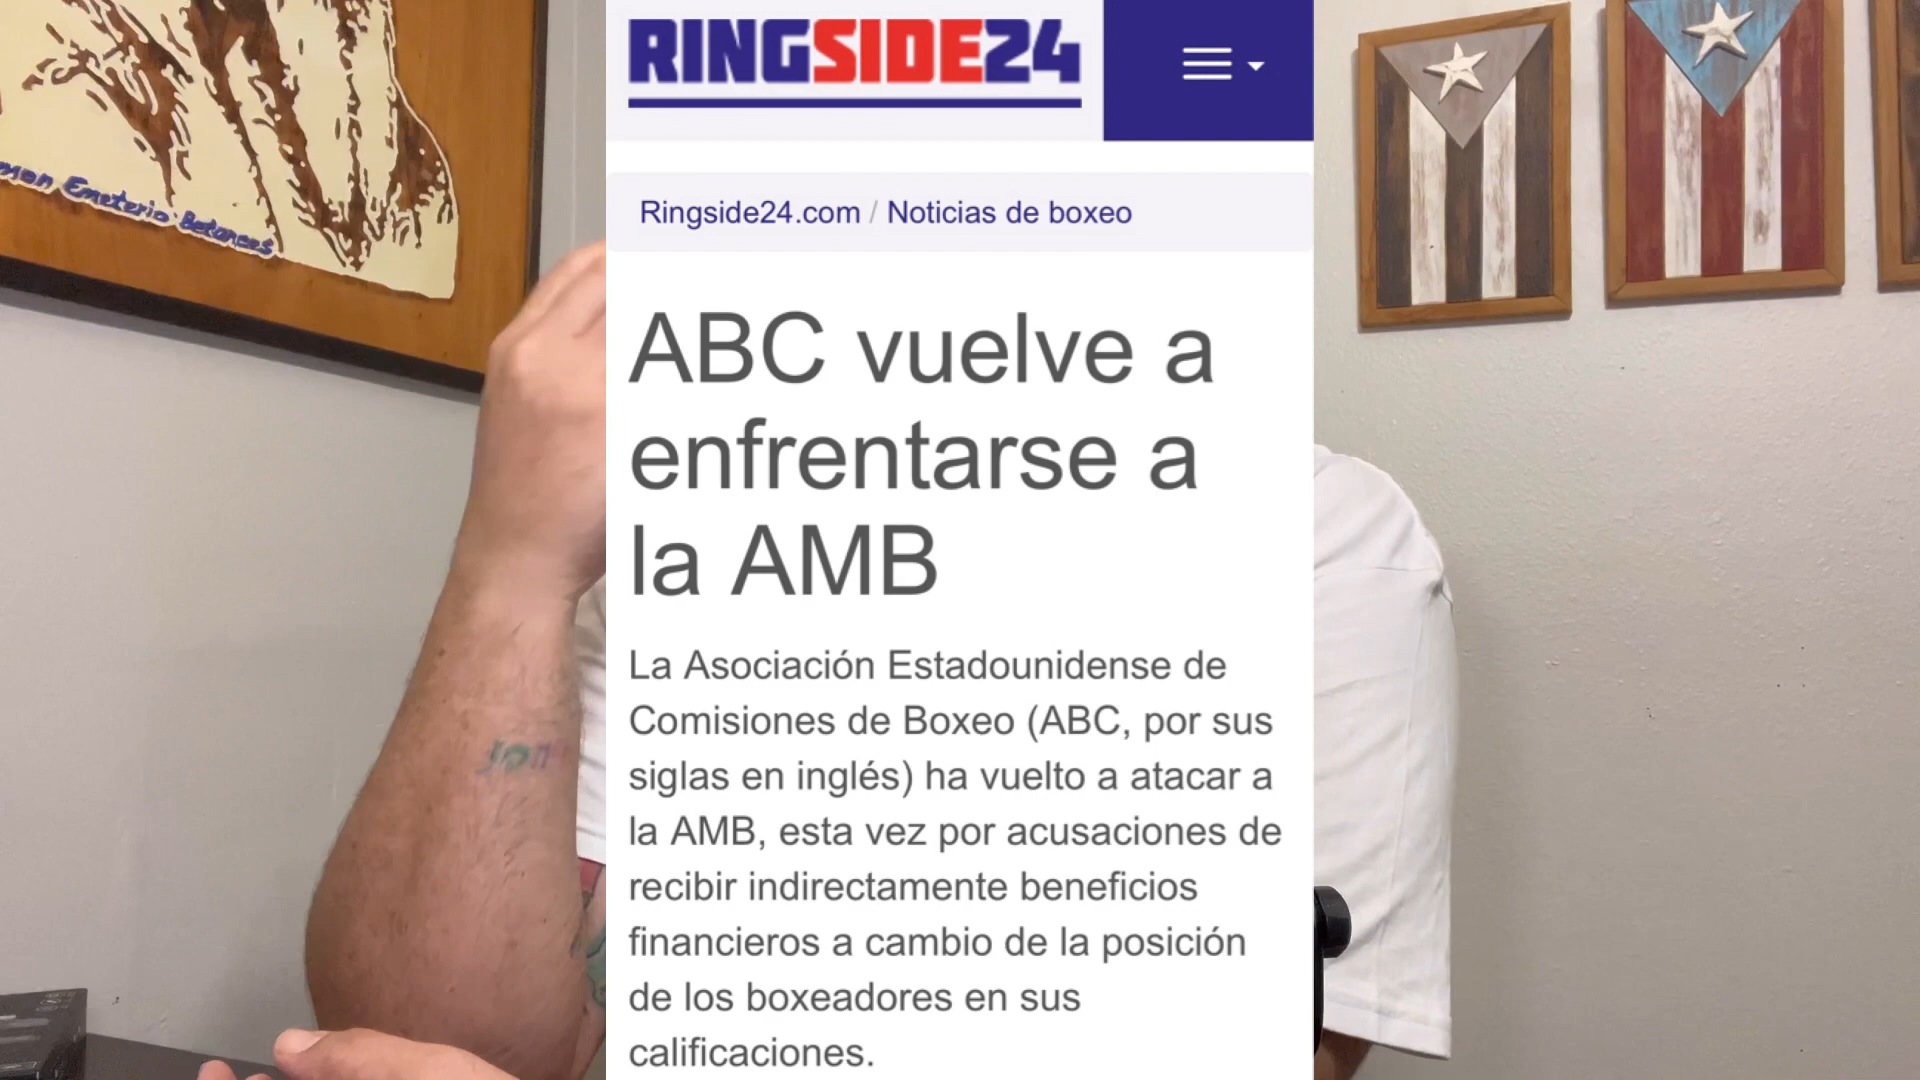 RINGSIDE24
Ringside24.com / Noticias de boxeo
ABC vuelve a
enfrentarse a
la AMB
La Asociación Estadounidense de
Comisiones de Boxeo (ABC, por sus
siglas en inglés) ha vuelto a atacar a
la AMB, esta vez por acusaciones de
recibir indirectamente beneficios
financieros a cambio de la posición
de los boxeadores en sus
calificaciones.
Emeterio Betances